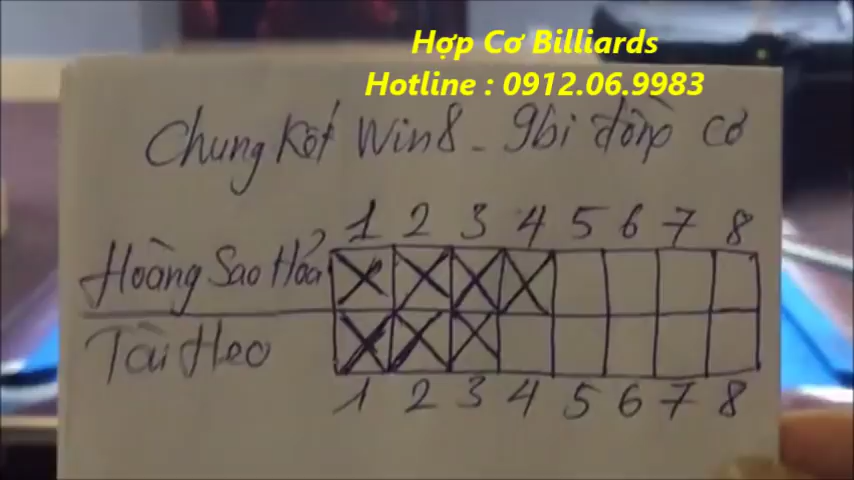 Hợp Cơ Billiards
Hotline : 0912.06.9983
Chung Kết Win8 - 9bi đồng cơ
1 2 3 4 5 6 7 8
Hoàng Sao Hỏa
Tài Heo
1 2 3 4 5 6 7 8